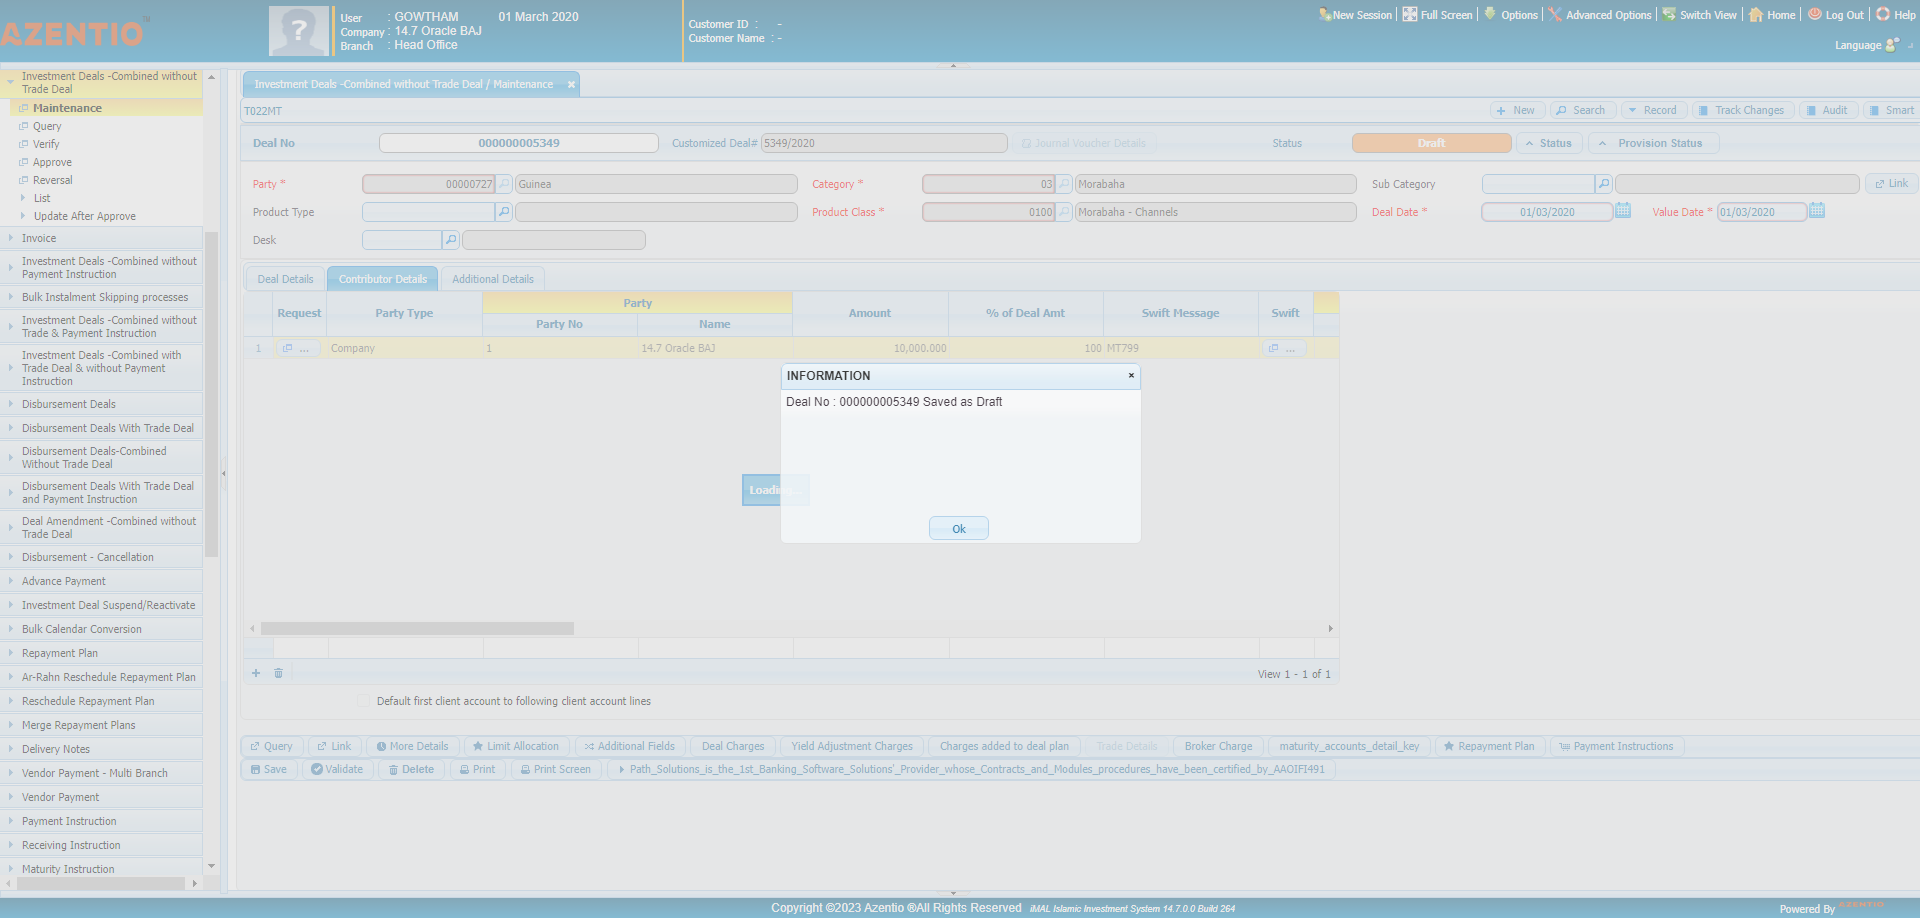 AZENTIO™
User : GOWTHAM 01 March 2020
Company : 14.7 Oracle BAJ
Branch : Head Office
Customer ID : -
Customer Name : -
New Session Full Screen Options Advanced Options Switch View Home Log Out Help
Language
Investment Deals -Combined without Trade Deal / Maintenance ×
T022MT
New Search Record Track Changes Audit Smart
Deal No 000000005349 Customized Deal# 5349/2020 Journal Voucher Details Status Draft Status Provision Status
Party * 00000727 Guinea Category * 03 Morabaha Sub Category Link
Product Type Product Class * 0100 Morabaha - Channels Deal Date * 01/03/2020 Value Date * 01/03/2020
Desk
Deal Details Contributor Details Additional Details
Request Party Type Party Amount % of Deal Amt Swift Message Swift
Party No Name
1 ... Company 1 14.7 Oracle BAJ 10,000.000 100 MT799 ...
INFORMATION ×
Deal No : 000000005349 Saved as Draft
Loading
Ok
View 1 - 1 of 1
Default first client account to following client account lines
Query Link More Details Limit Allocation Additional Fields Deal Charges Yield Adjustment Charges Charges added to deal plan Trade Details Broker Charge maturity_accounts_detail_key Repayment Plan Payment Instructions
Save Validate Delete Print Print Screen Path_Solutions_is_the_1st_Banking_Software_Solutions'_Provider_whose_Contracts_and_Modules_procedures_have_been_certified_by_AAOIFI491
Investment Deals -Combined without
Trade Deal
Maintenance
Query
Verify
Approve
Reversal
List
Update After Approve
Invoice
Investment Deals -Combined without
Payment Instruction
Bulk Instalment Skipping processes
Investment Deals -Combined without
Trade & Payment Instruction
Investment Deals -Combined with
Trade Deal & without Payment
Instruction
Disbursement Deals
Disbursement Deals With Trade Deal
Disbursement Deals-Combined
Without Trade Deal
Disbursement Deals With Trade Deal
and Payment Instruction
Deal Amendment -Combined without
Trade Deal
Disbursement - Cancellation
Advance Payment
Investment Deal Suspend/Reactivate
Bulk Calendar Conversion
Repayment Plan
Ar-Rahn Reschedule Repayment Plan
Reschedule Repayment Plan
Merge Repayment Plans
Delivery Notes
Vendor Payment - Multi Branch
Vendor Payment
Payment Instruction
Receiving Instruction
Maturity Instruction
Copyright ©2023 Azentio ®All Rights Reserved iMAL Islamic Investment System 14.7.0.0 Build 264
Powered By AZENTIO